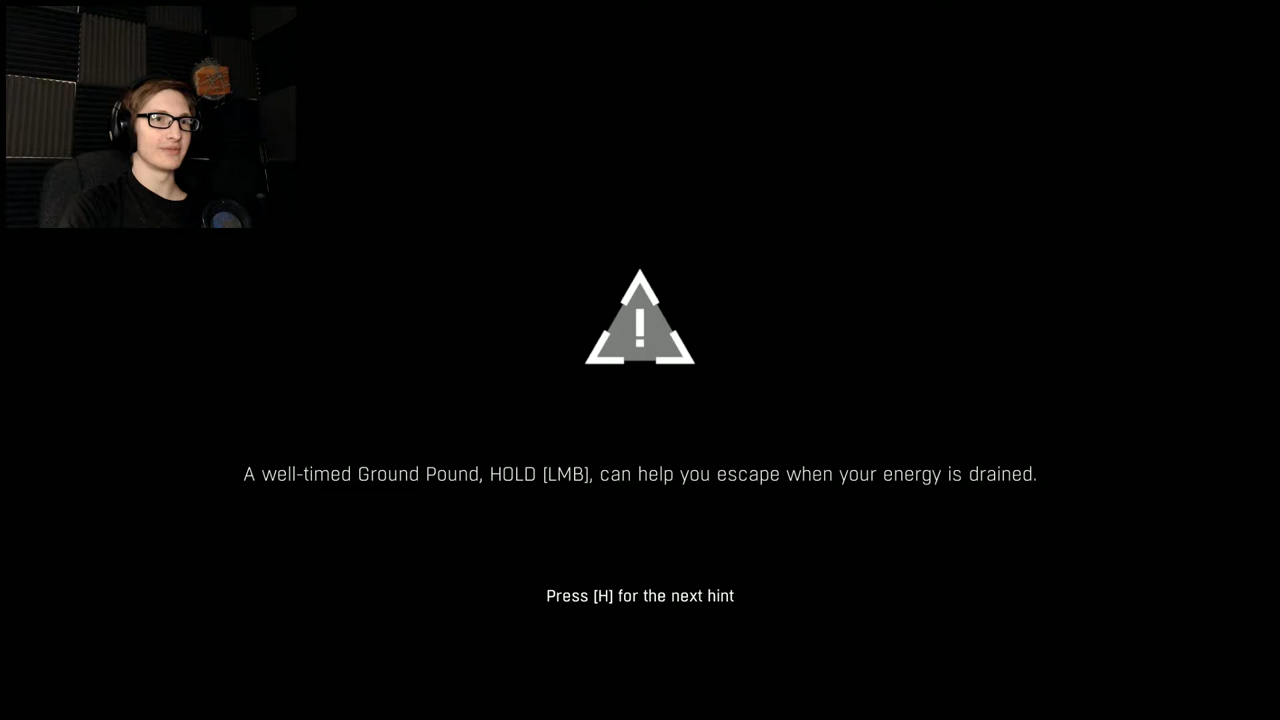 A well-timed Ground Pound, HOLD [LMB], can help you escape when your energy is drained.
Press [H] for the next hint